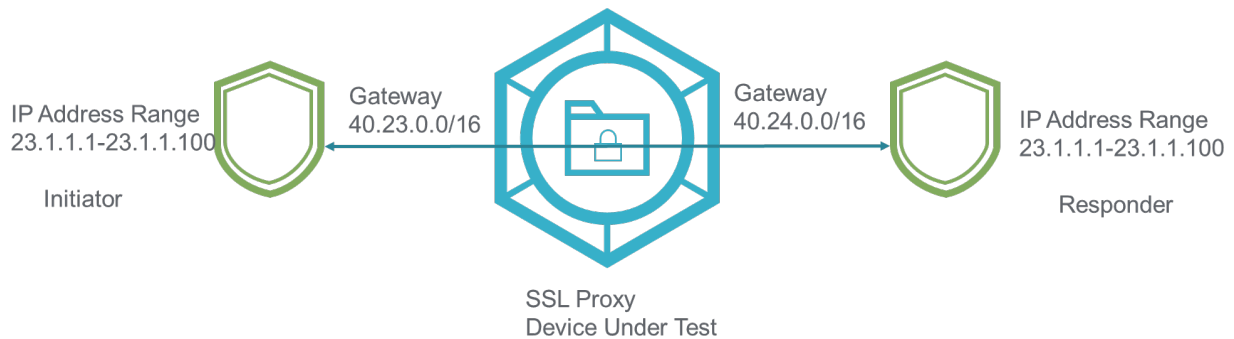 IP Address Range
23.1.1.1-23.1.1.100
Initiator
Gateway
40.23.0.0/16
SSL Proxy
Device Under Test
Gateway
40.24.0.0/16
IP Address Range
23.1.1.1-23.1.1.100
Responder